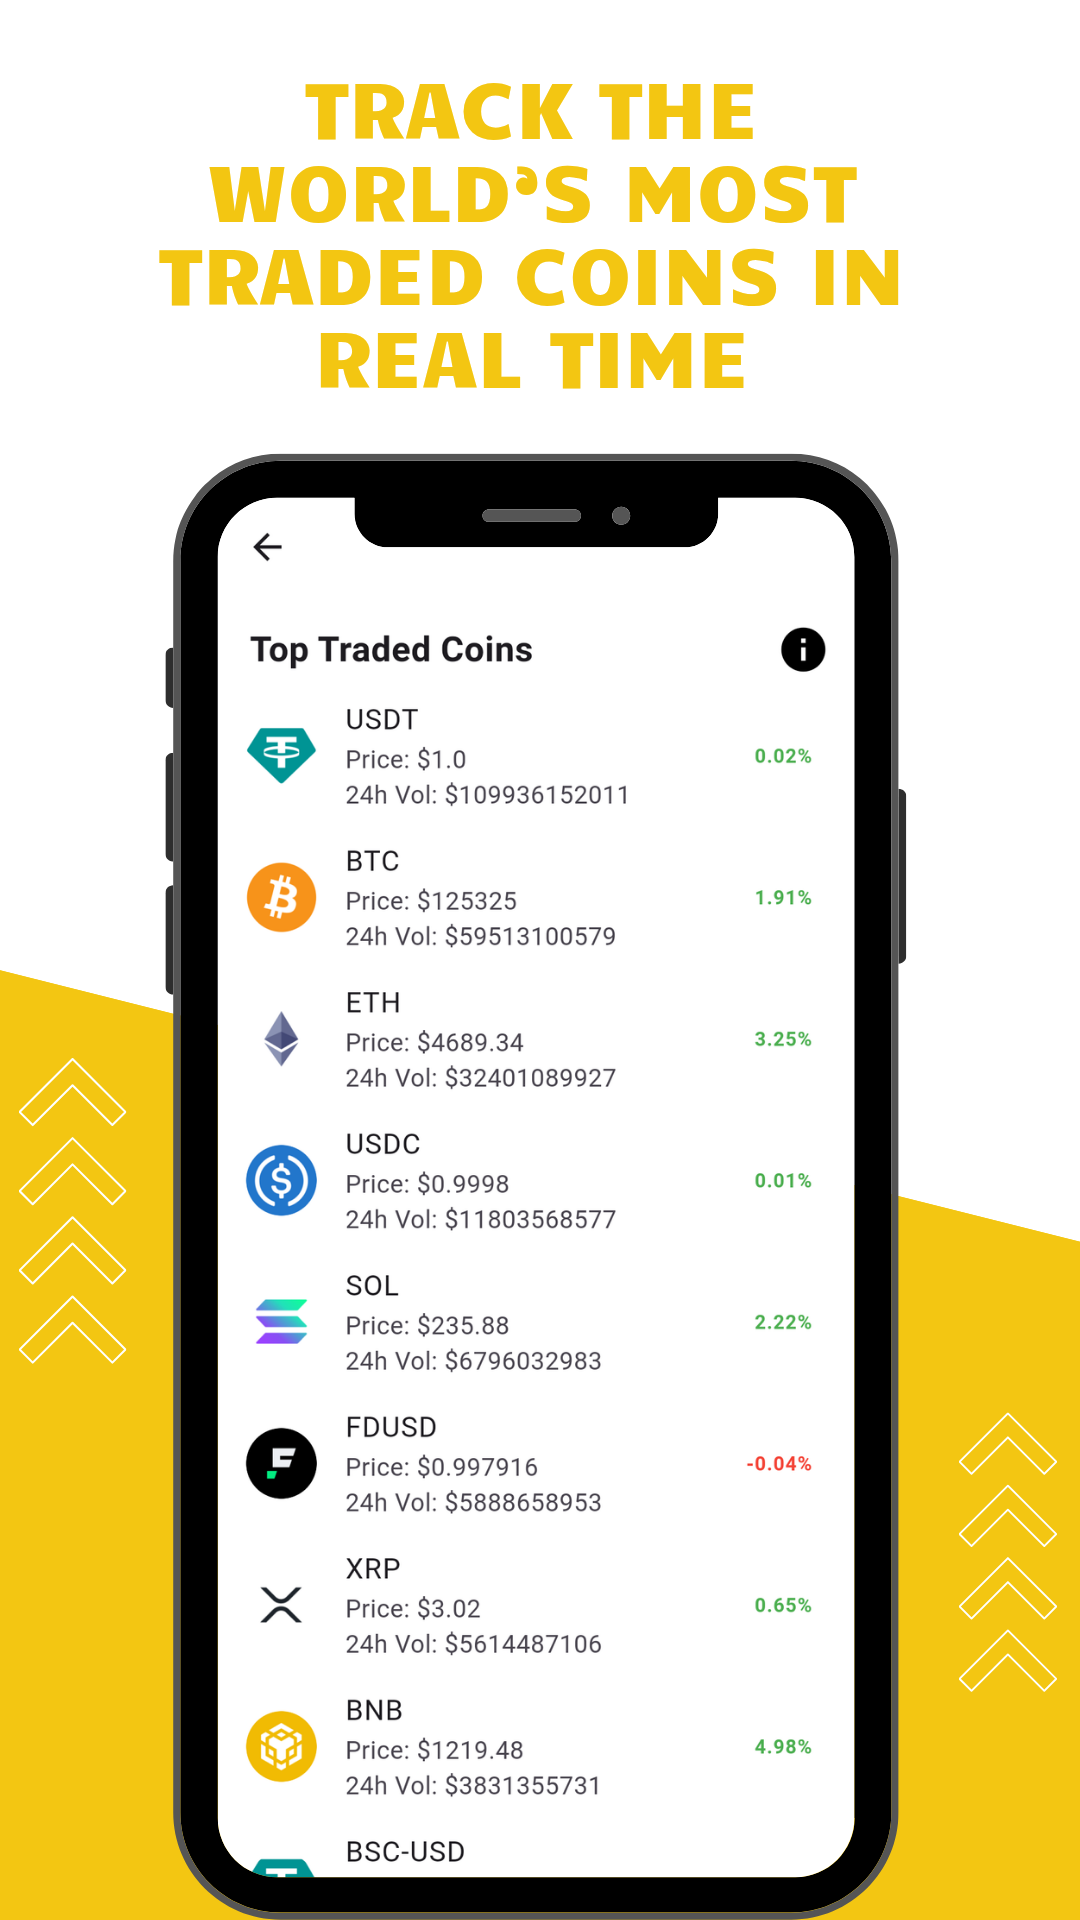 TRACK THE
WORLD'S MOST
TRADED COINS IN
REAL TIME
Top Traded Coins
USDT
Price: $1.0
0.02%
24h Vol: $109936152011
BTC
Price: $125325
1.91%
24h Vol: $59513100579
ETH
Price: $4689.34
3.25%
24h Vol: $32401089927
USDC
Price: $0.9998
0.01%
24h Vol: $11803568577
SOL
Price: $235.88
2.22%
24h Vol: $6796032983
FDUSD
Price: $0.997916
-0.04%
24h Vol: $5888658953
XRP
Price: $3.02
0.65%
24h Vol: $5614487106
BNB
Price: $1219.48
4.98%
24h Vol: $3831355731
BSC-USD